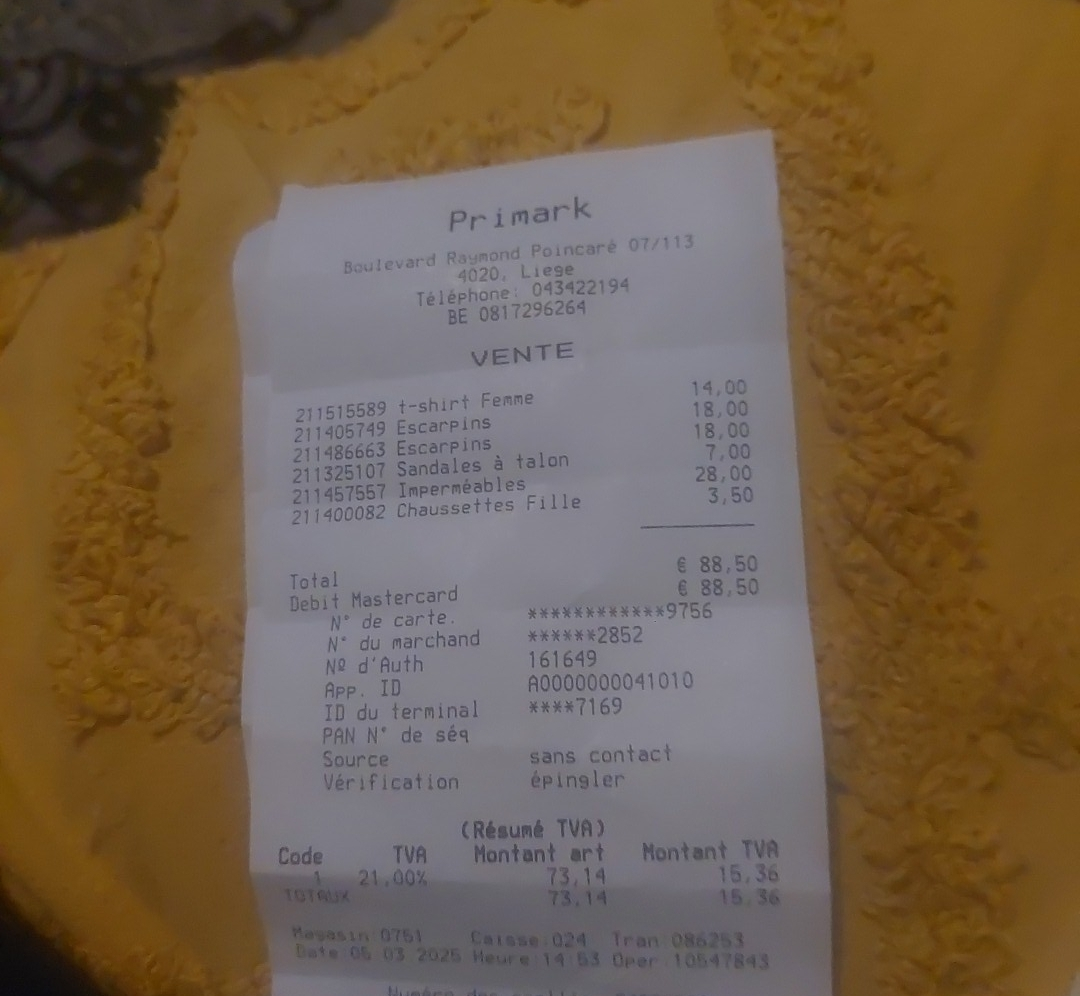 Primark
Boulevard Raymond Poincaré 07/113
4020, Liege
Téléphone: 043422194
BE 0817296264
VENTE
211515589 t-shirt Femme 14,00
211405749 Escarpins 18,00
211486663 Escarpins 18,00
211325107 Sandales à talon 7,00
211457557 Imperméables 28,00
211400082 Chaussettes Fille 3,50
Total € 88,50
Debit Mastercard € 88,50
N° de carte. ************9756
N° du marchand ******2852
Nº d'Auth 161649
App. ID A0000000041010
ID du terminal ****7169
PAN N° de séq
Source sans contact
Vérification épingler
(Résumé TVA)
Code TVA Montant art Montant TVA
1 21,00% 73,14 15,36
TOTAUX 73,14 15,36
Magasin:0751 Caisse:024 Tran:086253
Date:06 03 2025 Heure:14:53 Oper:10547843
Numéro des